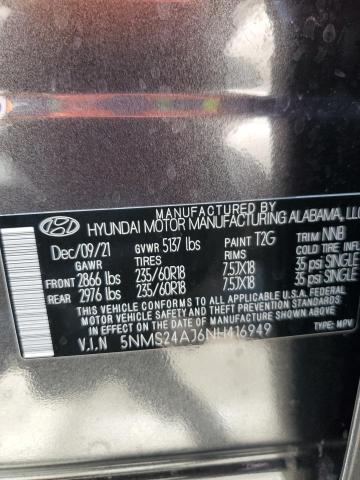 MANUFACTURED BY
HYUNDAI MOTOR MANUFACTURING ALABAMA, LLC
Dec/09/21 GVWR 5137 lbs PAINT T2G TRIM NNB
GAWR TIRE RIMS COLD TIRE
FRONT 2866 lbs 235/60R18 7.5JX18 35 psi SINGLE
REAR 2976 lbs 235/60R18 7.5JX18 35 psi SINGLE
THIS VEHICLE CONFORMS TO ALL APPLICABLE
U.S. FEDERAL MOTOR VEHICLE SAFETY AND
THEFT PREVENTION STANDARDS IN EFFECT ON THE
DATE OF MANUFACTURE SHOWN ABOVE.
V.I.N 5NMS24AJ6NH416949 TYPE: MPV